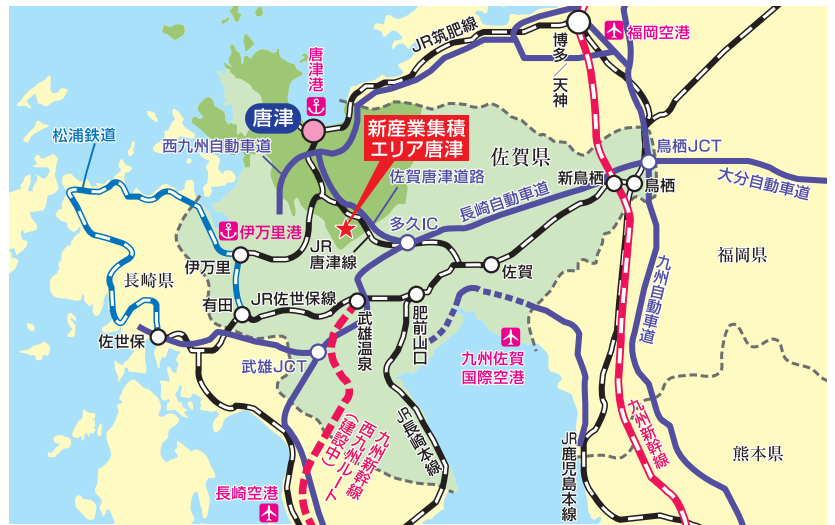 JR筑肥線
博多／天神
福岡空港
唐津港
唐津
松浦鉄道
西九州自動車道
新産業集積
エリア唐津
佐賀県
鳥栖JCT
佐賀唐津道路
新鳥栖
鳥栖
大分自動車道
長崎自動車道
伊万里港
多久IC
伊万里
JR
唐津線
佐賀
福岡県
長崎県
九州自動車道
有田
JR佐世保線
武雄温泉
肥前山口
佐世保
武雄JCT
九州佐賀
国際空港
九州新幹線
西九州ルート
(建設中)
JR長崎本線
九州新幹線
JR鹿児島本線
熊本県
長崎空港